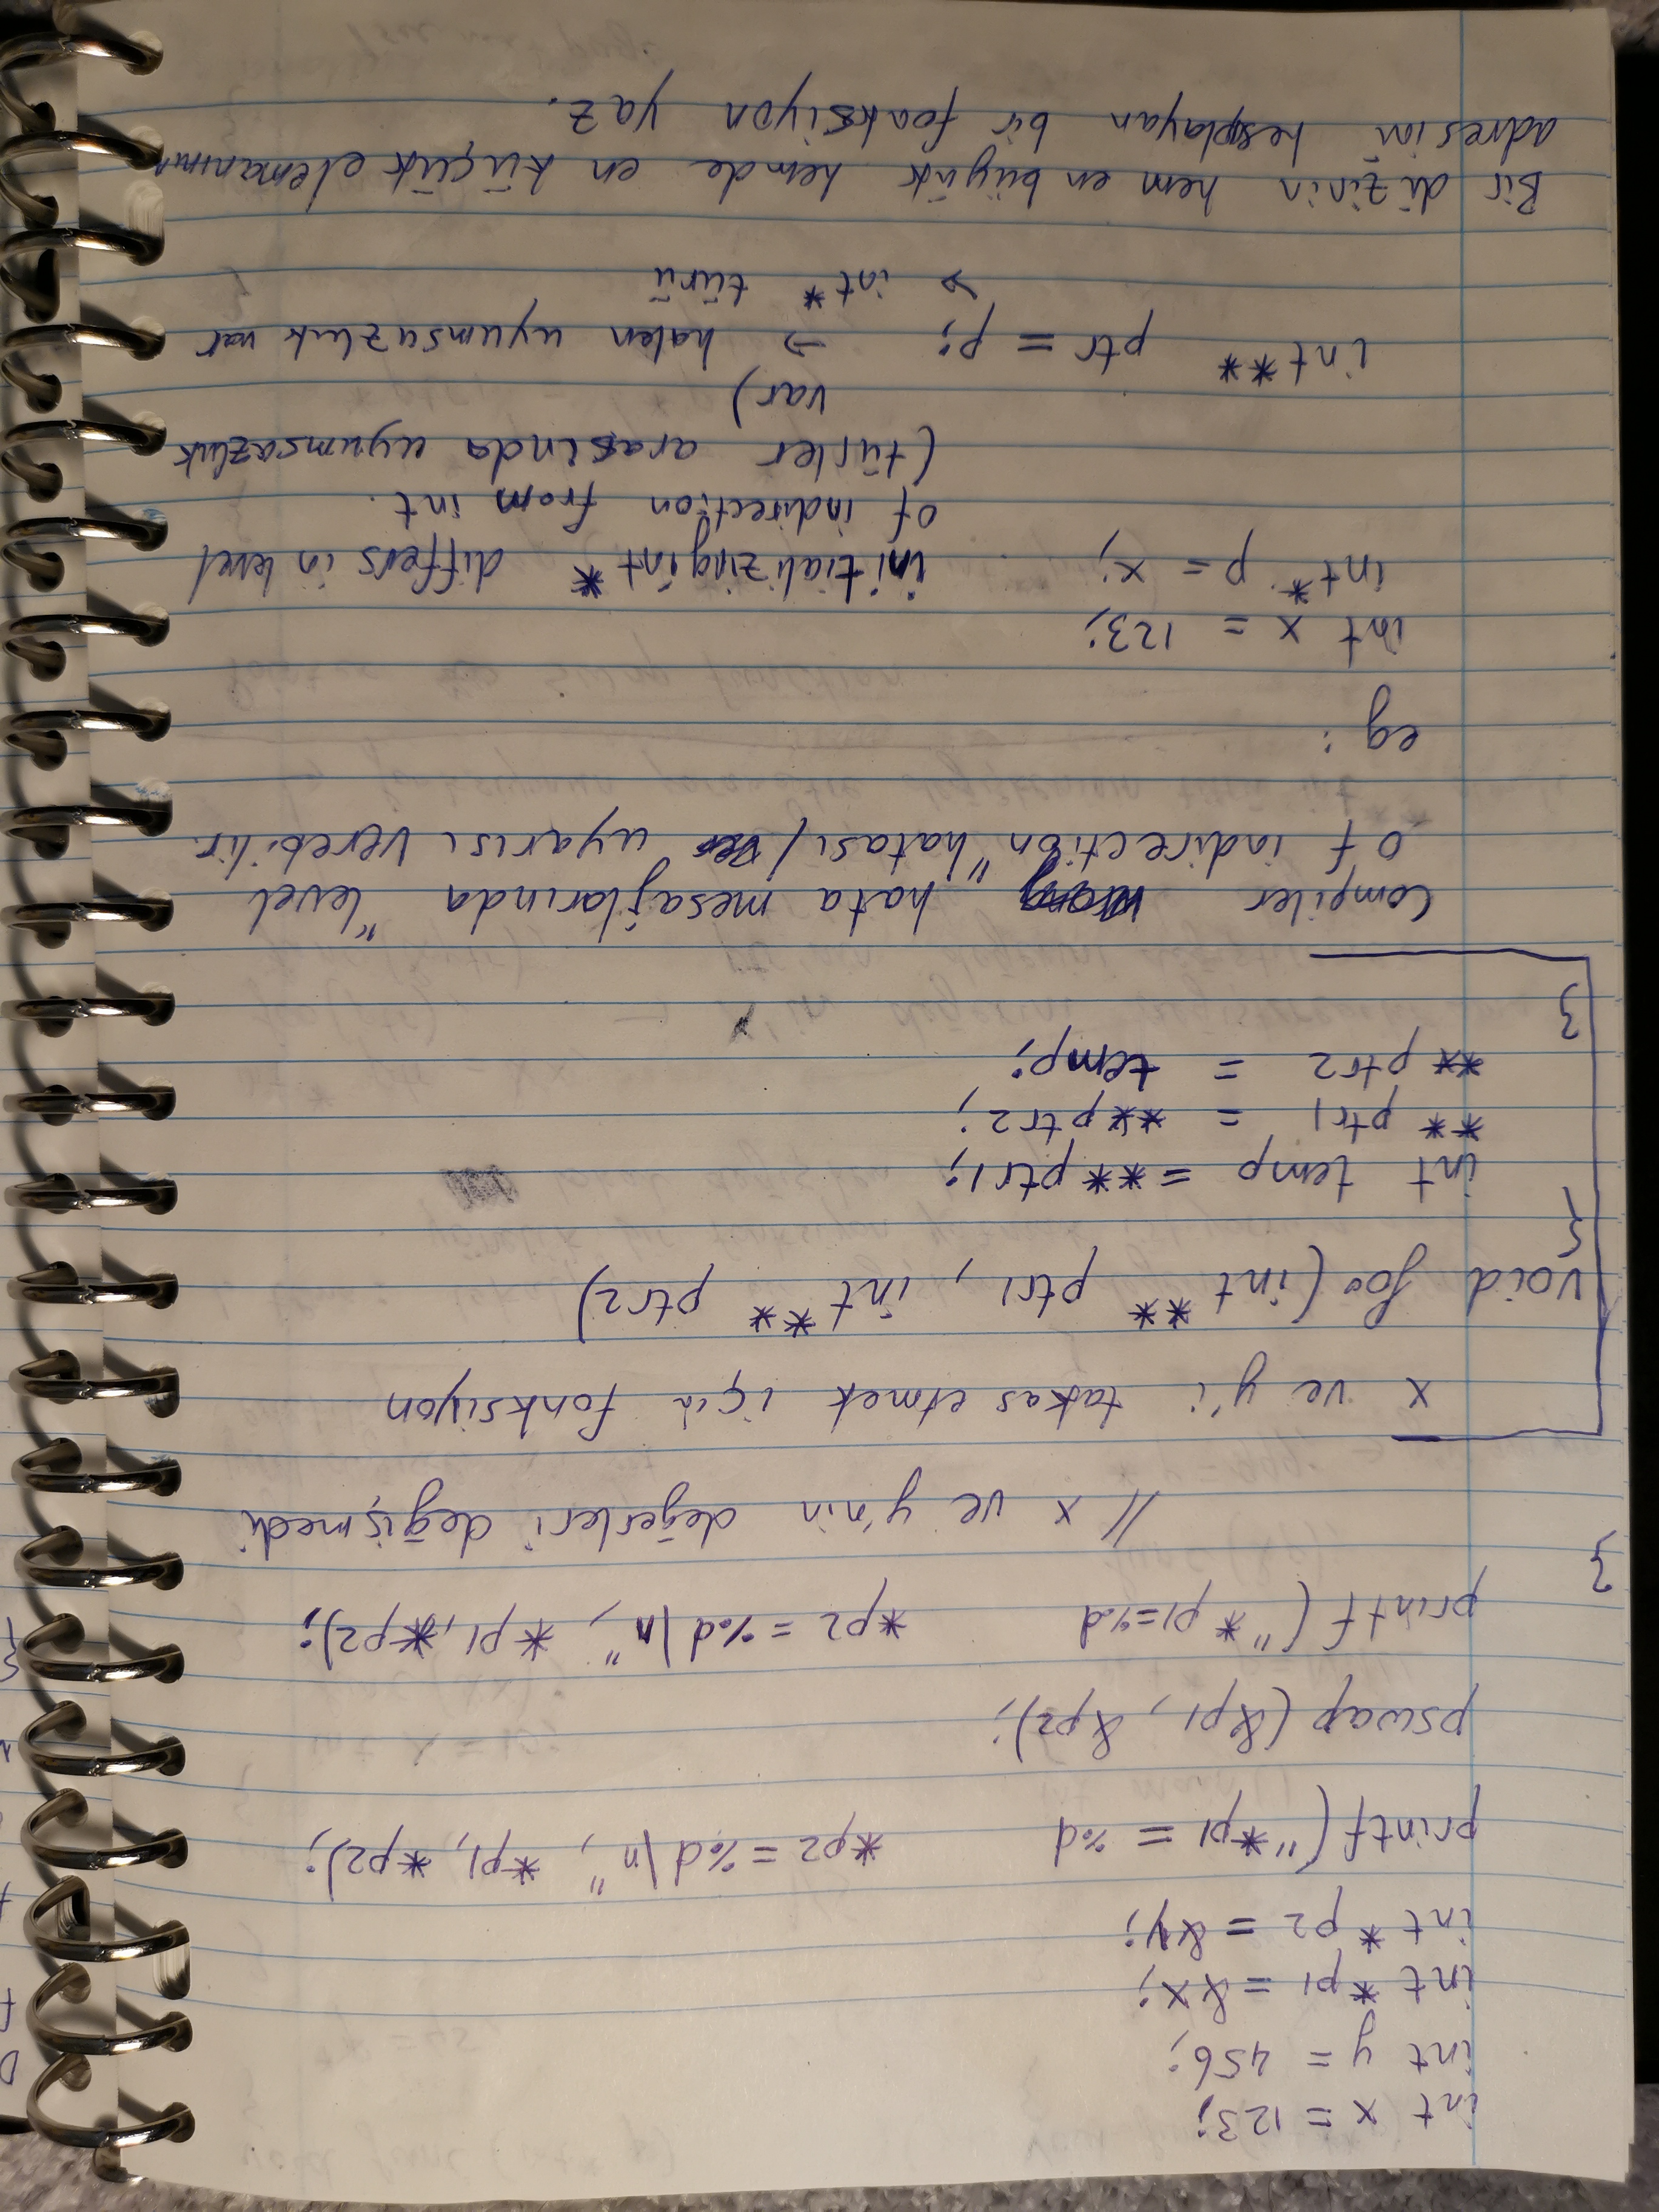 int x = 123;
int y = 456;
int *p1 = &x;
int * p2 = &y;
printf("*p1 = %d *p2 = %d\n", *p1, *p2);
pswap(&p1, &p2);
printf("*p1=%d *p2 = %d\n", *p1, *p2);
}
// x ve y'nin değerleri değişmedi
x ve y'i takas etmek için fonksiyon
void foo(int** ptr1, int** ptr2)
{
int temp = **ptr1;
** ptr1 = **ptr2;
** ptr2 = temp;
}
Compiler hata mesajlarında "level
of indirection" hatası/ uyarısı verebilir.
eg:
int x = 123;
int* p = x; initializing int* differs in level
of indirection from int.
(türler arasında uyumsazluk
var)
int** ptr = p; → halen uyumsuzluk var
↘ int* türü
Bir dizinin hem en büyük hemde en küçük elemanının
adresini hesaplayan bir fonksiyon yaz.